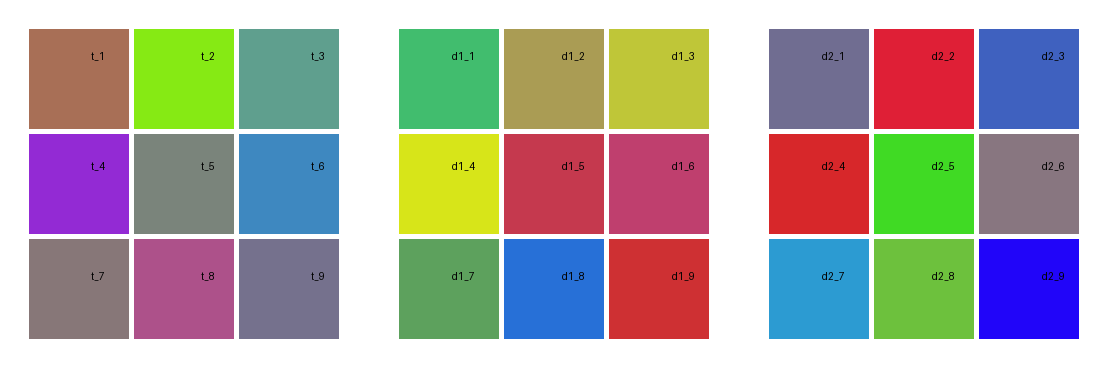 t_1 t_2 t_3 d1_1 d1_2 d1_3 d2_1 d2_2 d2_3
t_4 t_5 t_6 d1_4 d1_5 d1_6 d2_4 d2_5 d2_6
t_7 t_8 t_9 d1_7 d1_8 d1_9 d2_7 d2_8 d2_9